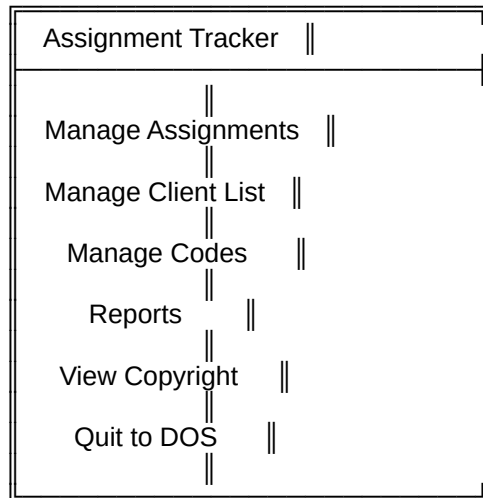 Assignment Tracker
Manage Assignments
Manage Client List
Manage Codes
Reports
View Copyright
Quit to DOS